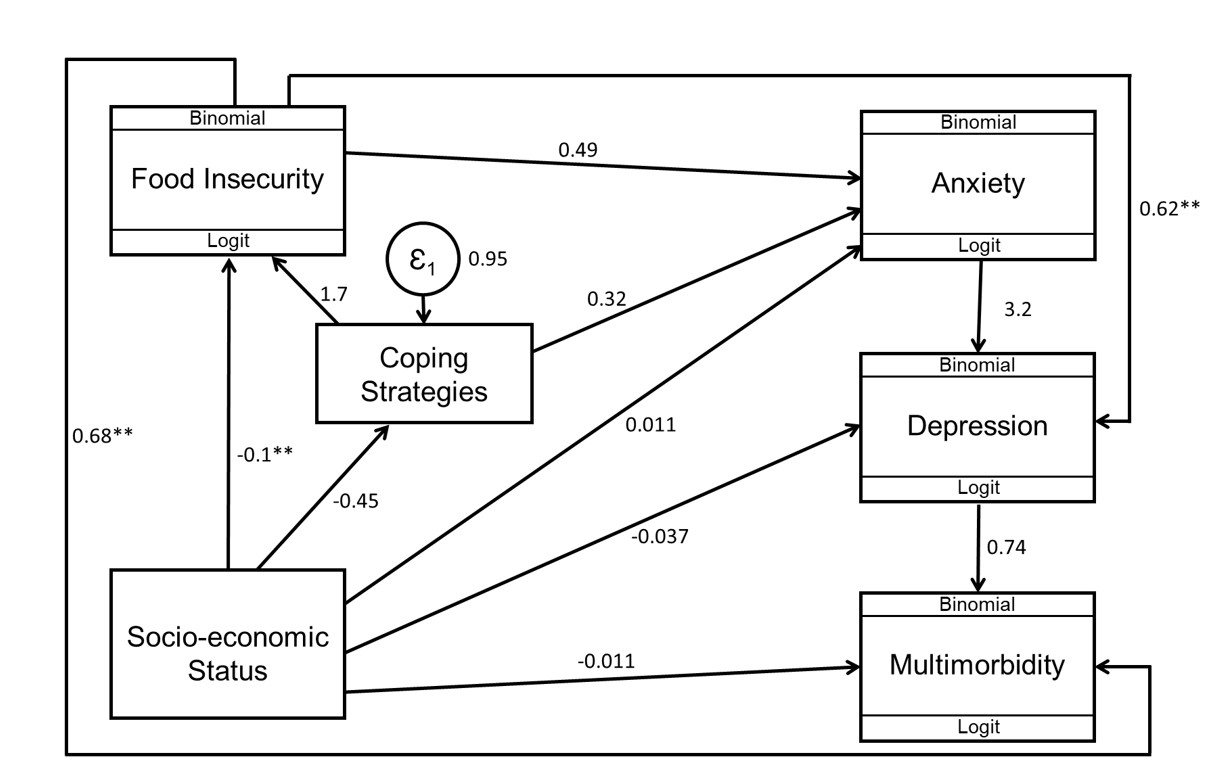 Binomial
Food Insecurity
Logit
Binomial
Anxiety
Logit
0.49
0.62**
ε1
0.95
1.7
0.32
3.2
Coping
Strategies
Binomial
Depression
Logit
0.011
0.68**
-0.1**
-0.45
-0.037
0.74
Socio-economic
Status
-0.011
Binomial
Multimorbidity
Logit